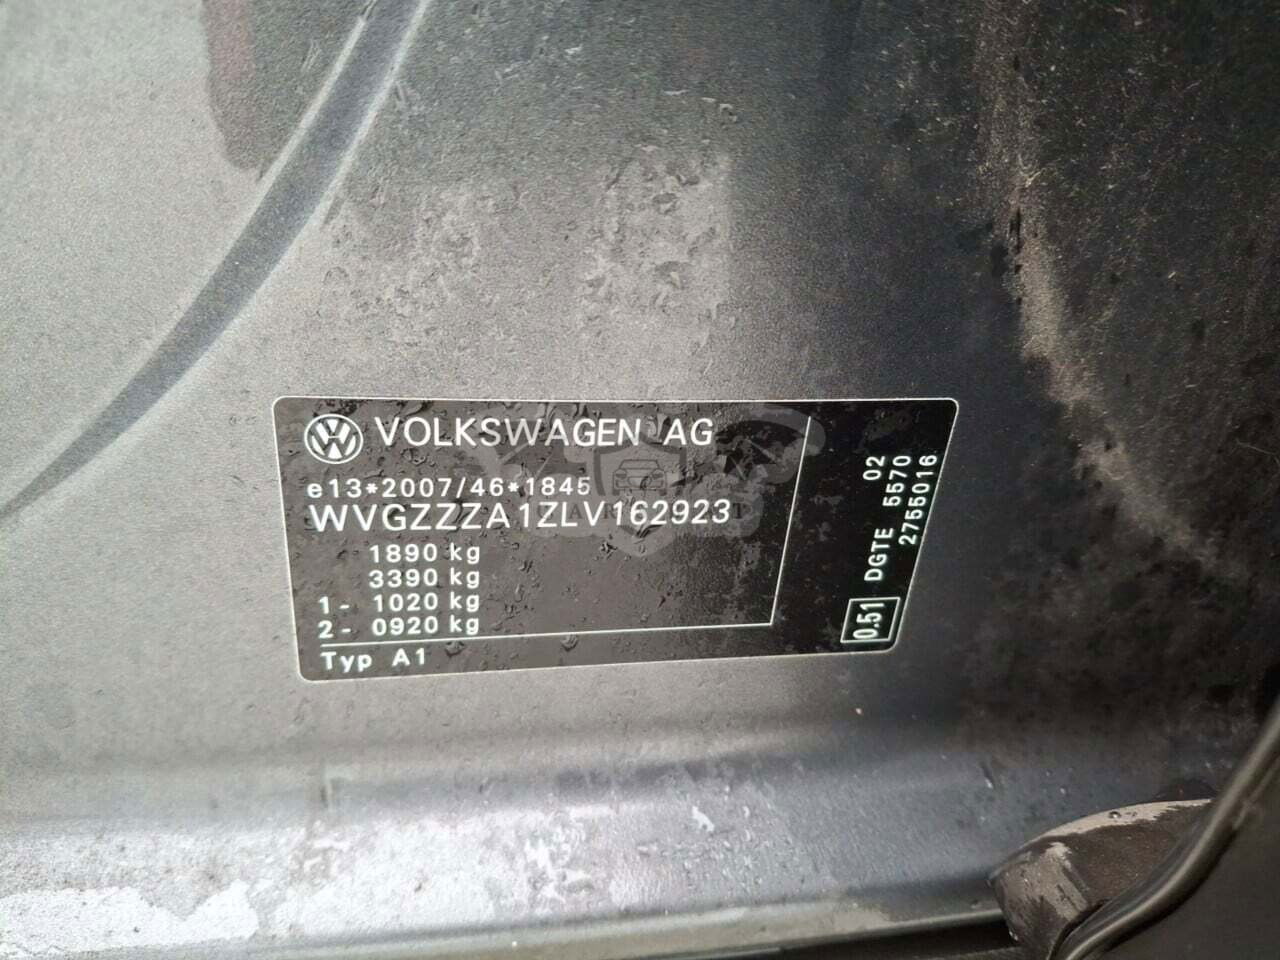 VOLKSWAGEN AG
e13*2007/46*1845
WVGZZZA1ZLV162923
1890 kg
3390 kg
1- 1020 kg
2- 0920 kg
Typ A1
02
DGTE 5570
2755016
0.51